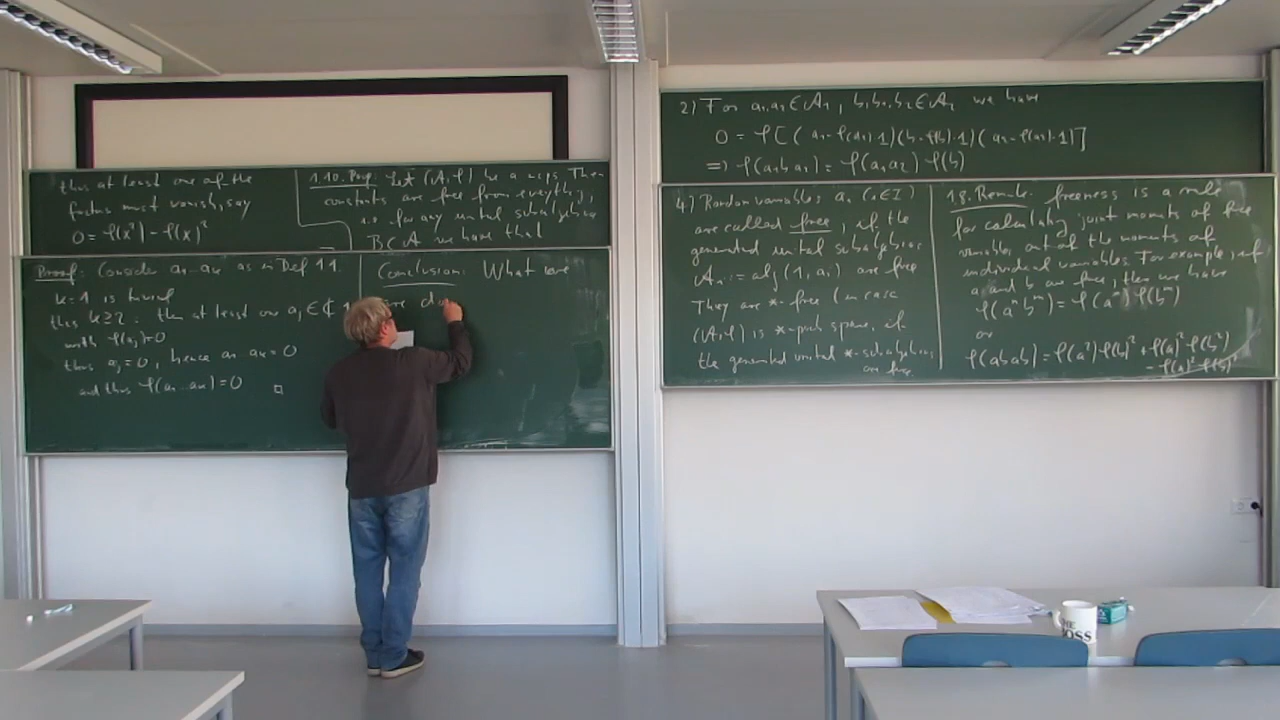 thus at least one of the
factors must vanish, say
0 = φ(x²) - φ(x)²
1.10. Prop: Let (A,φ) be a ncps. Then
constants are free from everything,
i.e. for any unital subalgebra
B⊂A we have that
Proof: Consider a₁...aₖ as in Def 1.1.
k=1 is trivial
thus k≥2. then at least one aⱼ∈ℂ1
with φ(aⱼ)=0
thus aⱼ=0, hence a₁...aₖ = 0
and thus φ(a₁...aₖ)=0 □
Conclusion: What
are
2) For a₁,a₂∈A₁, b,b₁,b₂∈A₂ we have
0 = φ[(a₁-φ(a₁)·1)(b-φ(b)·1)(a₂-φ(a₂)·1)]
=> φ(a₁ba₂) = φ(a₁a₂) φ(b)
4) Random variables aᵢ (i∈I)
are called free, if the
generated unital subalgebras
Aᵢ := alg(1,aᵢ) are free
They are *-free (in case
(A,φ) is *-prob space, if
the generated unital *-subalgebras
are free.
1.8. Remark: freeness is a rule
for calculating joint moments of free
variables out of the moments of
individual variables. For example, if
a and b are free, then we have
φ(aⁿbᵐ) = φ(aⁿ)φ(bᵐ)
or
φ(abab) = φ(a²)φ(b)² + φ(a)²φ(b²)
- φ(a)²φ(b)²
THE
BOSS